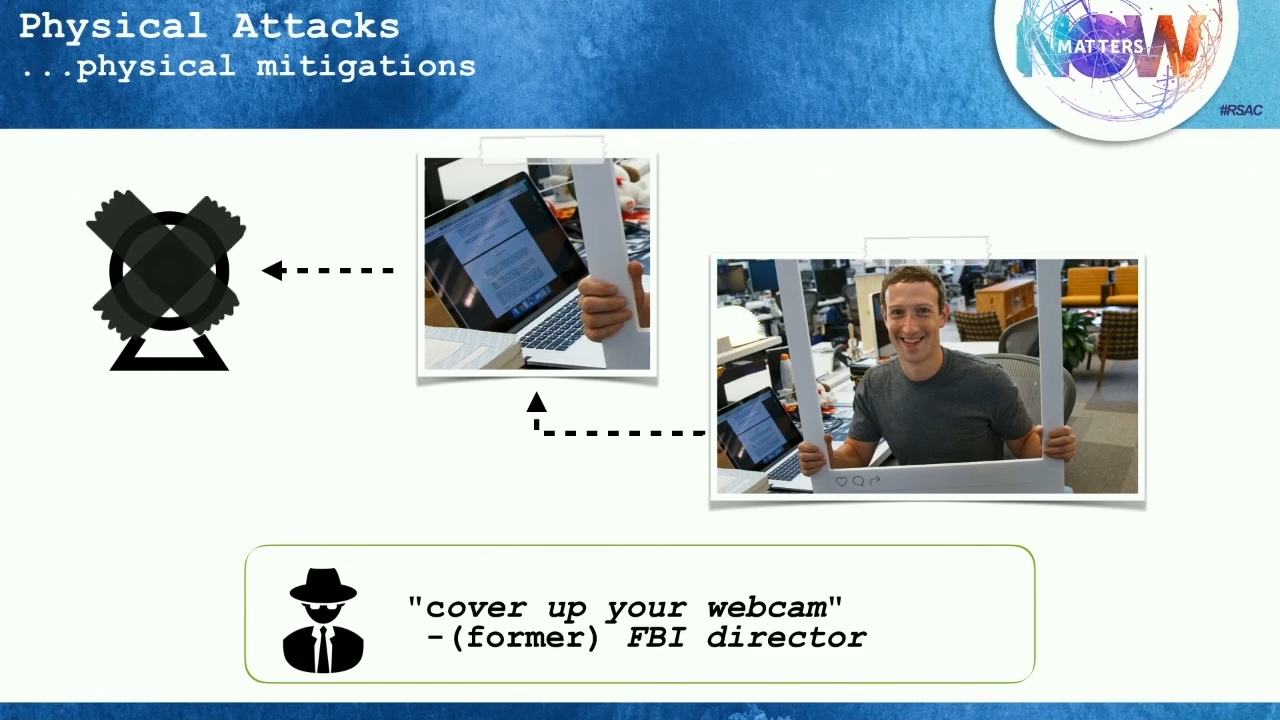 Physical Attacks
...physical mitigations
NOW
MATTERS
#RSAC
"cover up your webcam"
-(former) FBI director